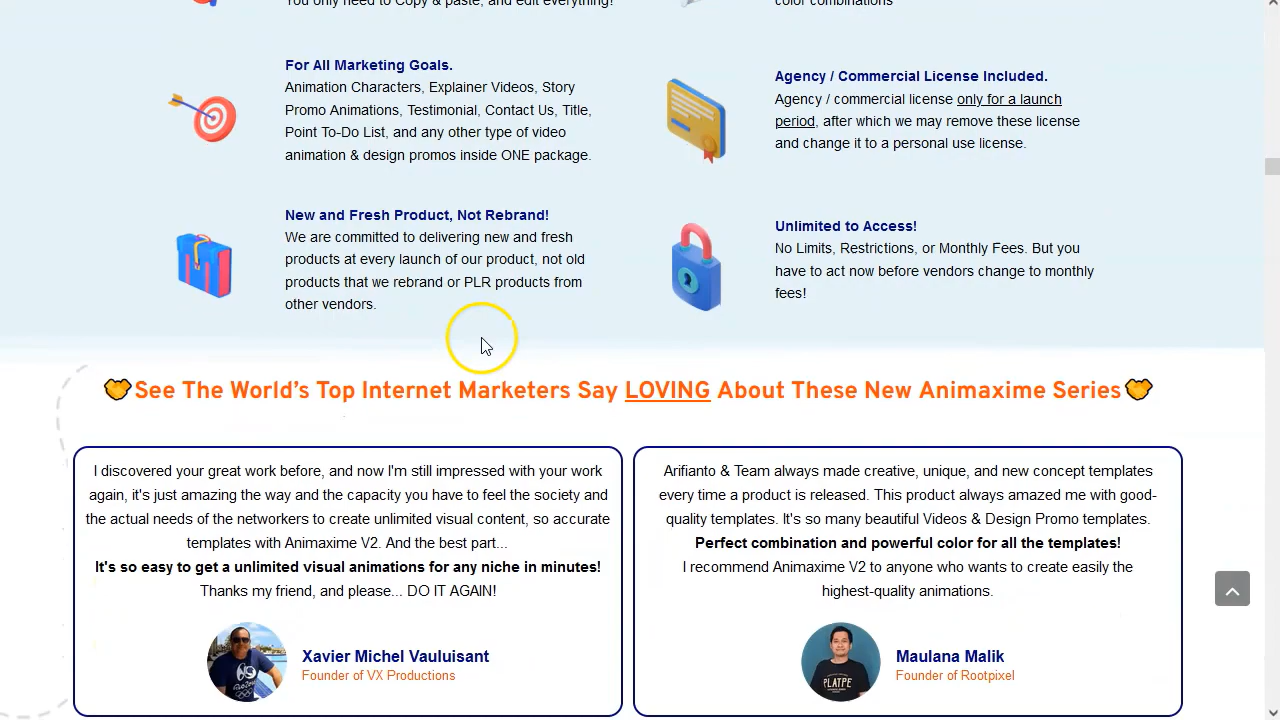 You only need to Copy & paste, and edit everything!
color combinations
For All Marketing Goals.
Animation Characters, Explainer Videos, Story
Promo Animations, Testimonial, Contact Us, Title,
Point To-Do List, and any other type of video
animation & design promos inside ONE package.
Agency / Commercial License Included.
Agency / commercial license only for a launch
period, after which we may remove these license
and change it to a personal use license.
New and Fresh Product, Not Rebrand!
We are committed to delivering new and fresh
products at every launch of our product, not old
products that we rebrand or PLR products from
other vendors.
Unlimited to Access!
No Limits, Restrictions, or Monthly Fees. But you
have to act now before vendors change to monthly
fees!
See The World's Top Internet Marketers Say LOVING About These New Animaxime Series
I discovered your great work before, and now I'm still impressed with your work
again, it's just amazing the way and the capacity you have to feel the society and
the actual needs of the networkers to create unlimited visual content, so accurate
templates with Animaxime V2. And the best part...
It's so easy to get a unlimited visual animations for any niche in minutes!
Thanks my friend, and please... DO IT AGAIN!
Xavier Michel Vauluisant
Founder of VX Productions
Arifianto & Team always made creative, unique, and new concept templates
every time a product is released. This product always amazed me with good-
quality templates. It's so many beautiful Videos & Design Promo templates.
Perfect combination and powerful color for all the templates!
I recommend Animaxime V2 to anyone who wants to create easily the
highest-quality animations.
PLATPE
Maulana Malik
Founder of Rootpixel